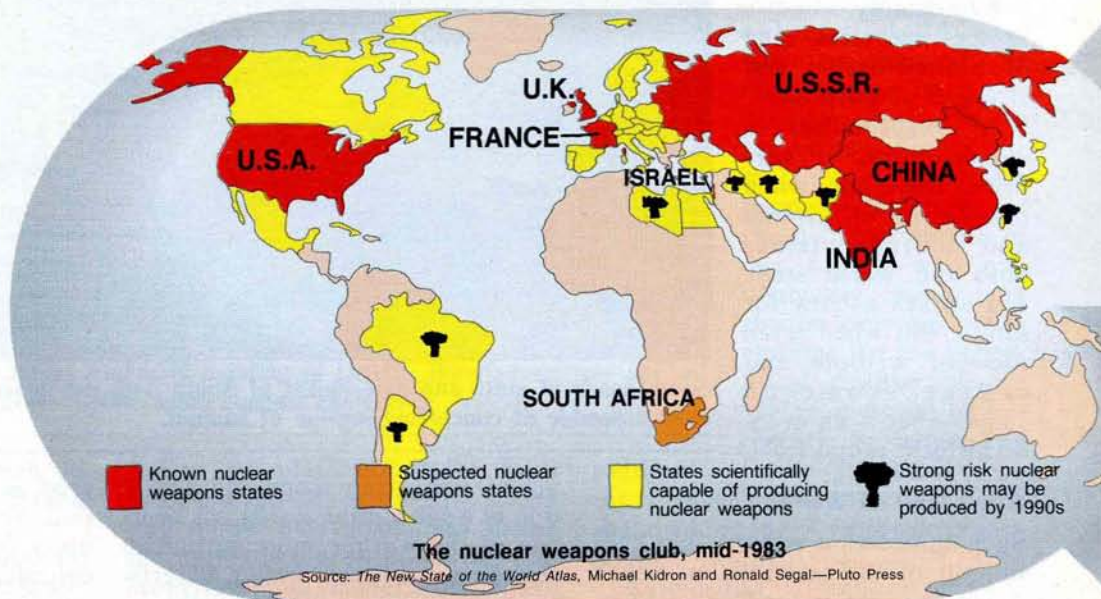 U.K.
U.S.S.R.
FRANCE
U.S.A.
ISRAEL
CHINA
INDIA
SOUTH AFRICA
Known nuclear
weapons states
Suspected nuclear
weapons states
States scientifically
capable of producing
nuclear weapons
Strong risk nuclear
weapons may be
produced by 1990s
The nuclear weapons club, mid-1983
Source: The New State of the World Atlas, Michael Kidron and Ronald Segal—Pluto Press